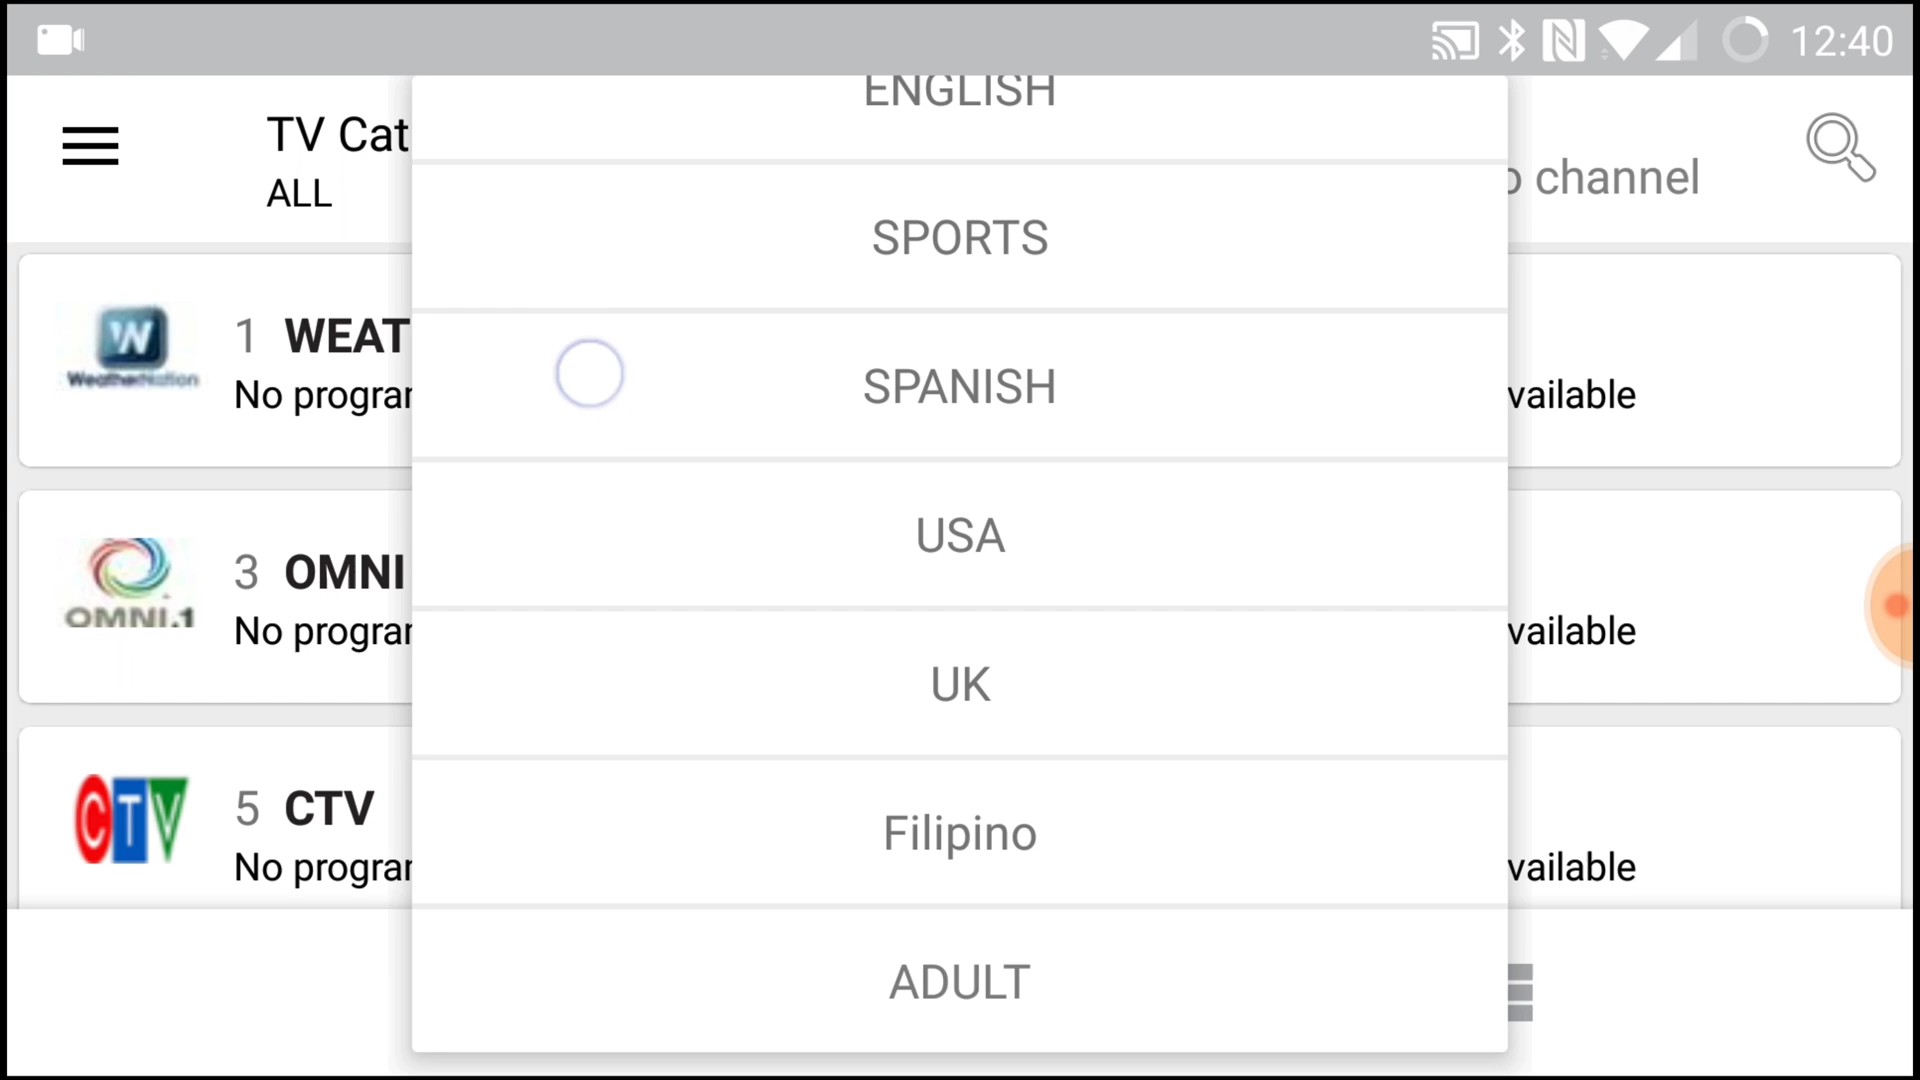 12:40
TV Cat
ALL
channel
ENGLISH
SPORTS
SPANISH
USA
UK
Filipino
ADULT
W
WeatherNation
1 WEAT
No prograr
vailable
OMNI.1
3 OMNI
No prograr
vailable
CTV
5 CTV
No prograr
vailable